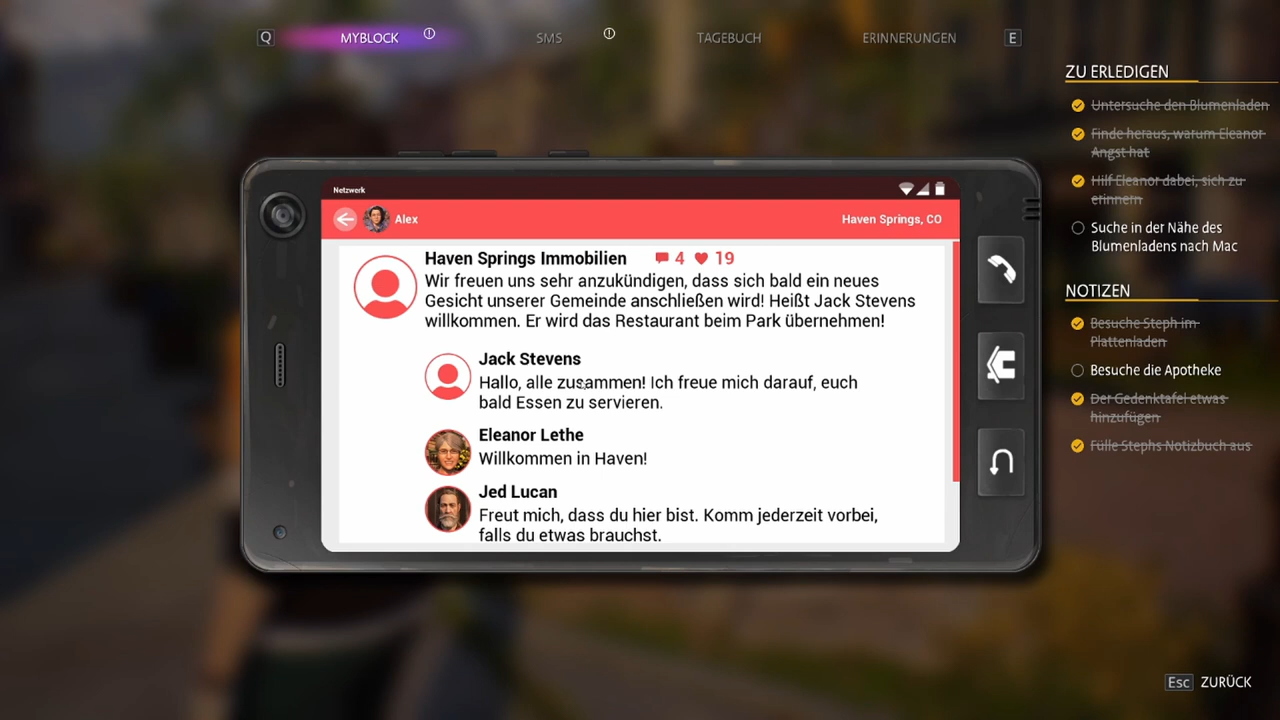 Q MYBLOCK SMS TAGEBUCH ERINNERUNGEN E
Netzwerk
Alex
Haven Springs, CO
Haven Springs Immobilien 4 19
Wir freuen uns sehr anzukündigen, dass sich bald ein neues
Gesicht unserer Gemeinde anschließen wird! Heißt Jack Stevens
willkommen. Er wird das Restaurant beim Park übernehmen!
Jack Stevens
Hallo, alle zusammen! Ich freue mich darauf, euch
bald Essen zu servieren.
Eleanor Lethe
Willkommen in Haven!
Jed Lucan
Freut mich, dass du hier bist. Komm jederzeit vorbei,
falls du etwas brauchst.
ZU ERLEDIGEN
Untersuche den Blumenladen
Finde heraus, warum Eleanor
Angst hat
Hilf Eleanor dabei, sich zu
erinnern
Suche in der Nähe des
Blumenladens nach Mac
NOTIZEN
Besuche Steph im
Plattenladen
Besuche die Apotheke
Der Gedenktafel etwas
hinzufügen
Fülle Stephs Notizbuch aus
Esc ZURÜCK